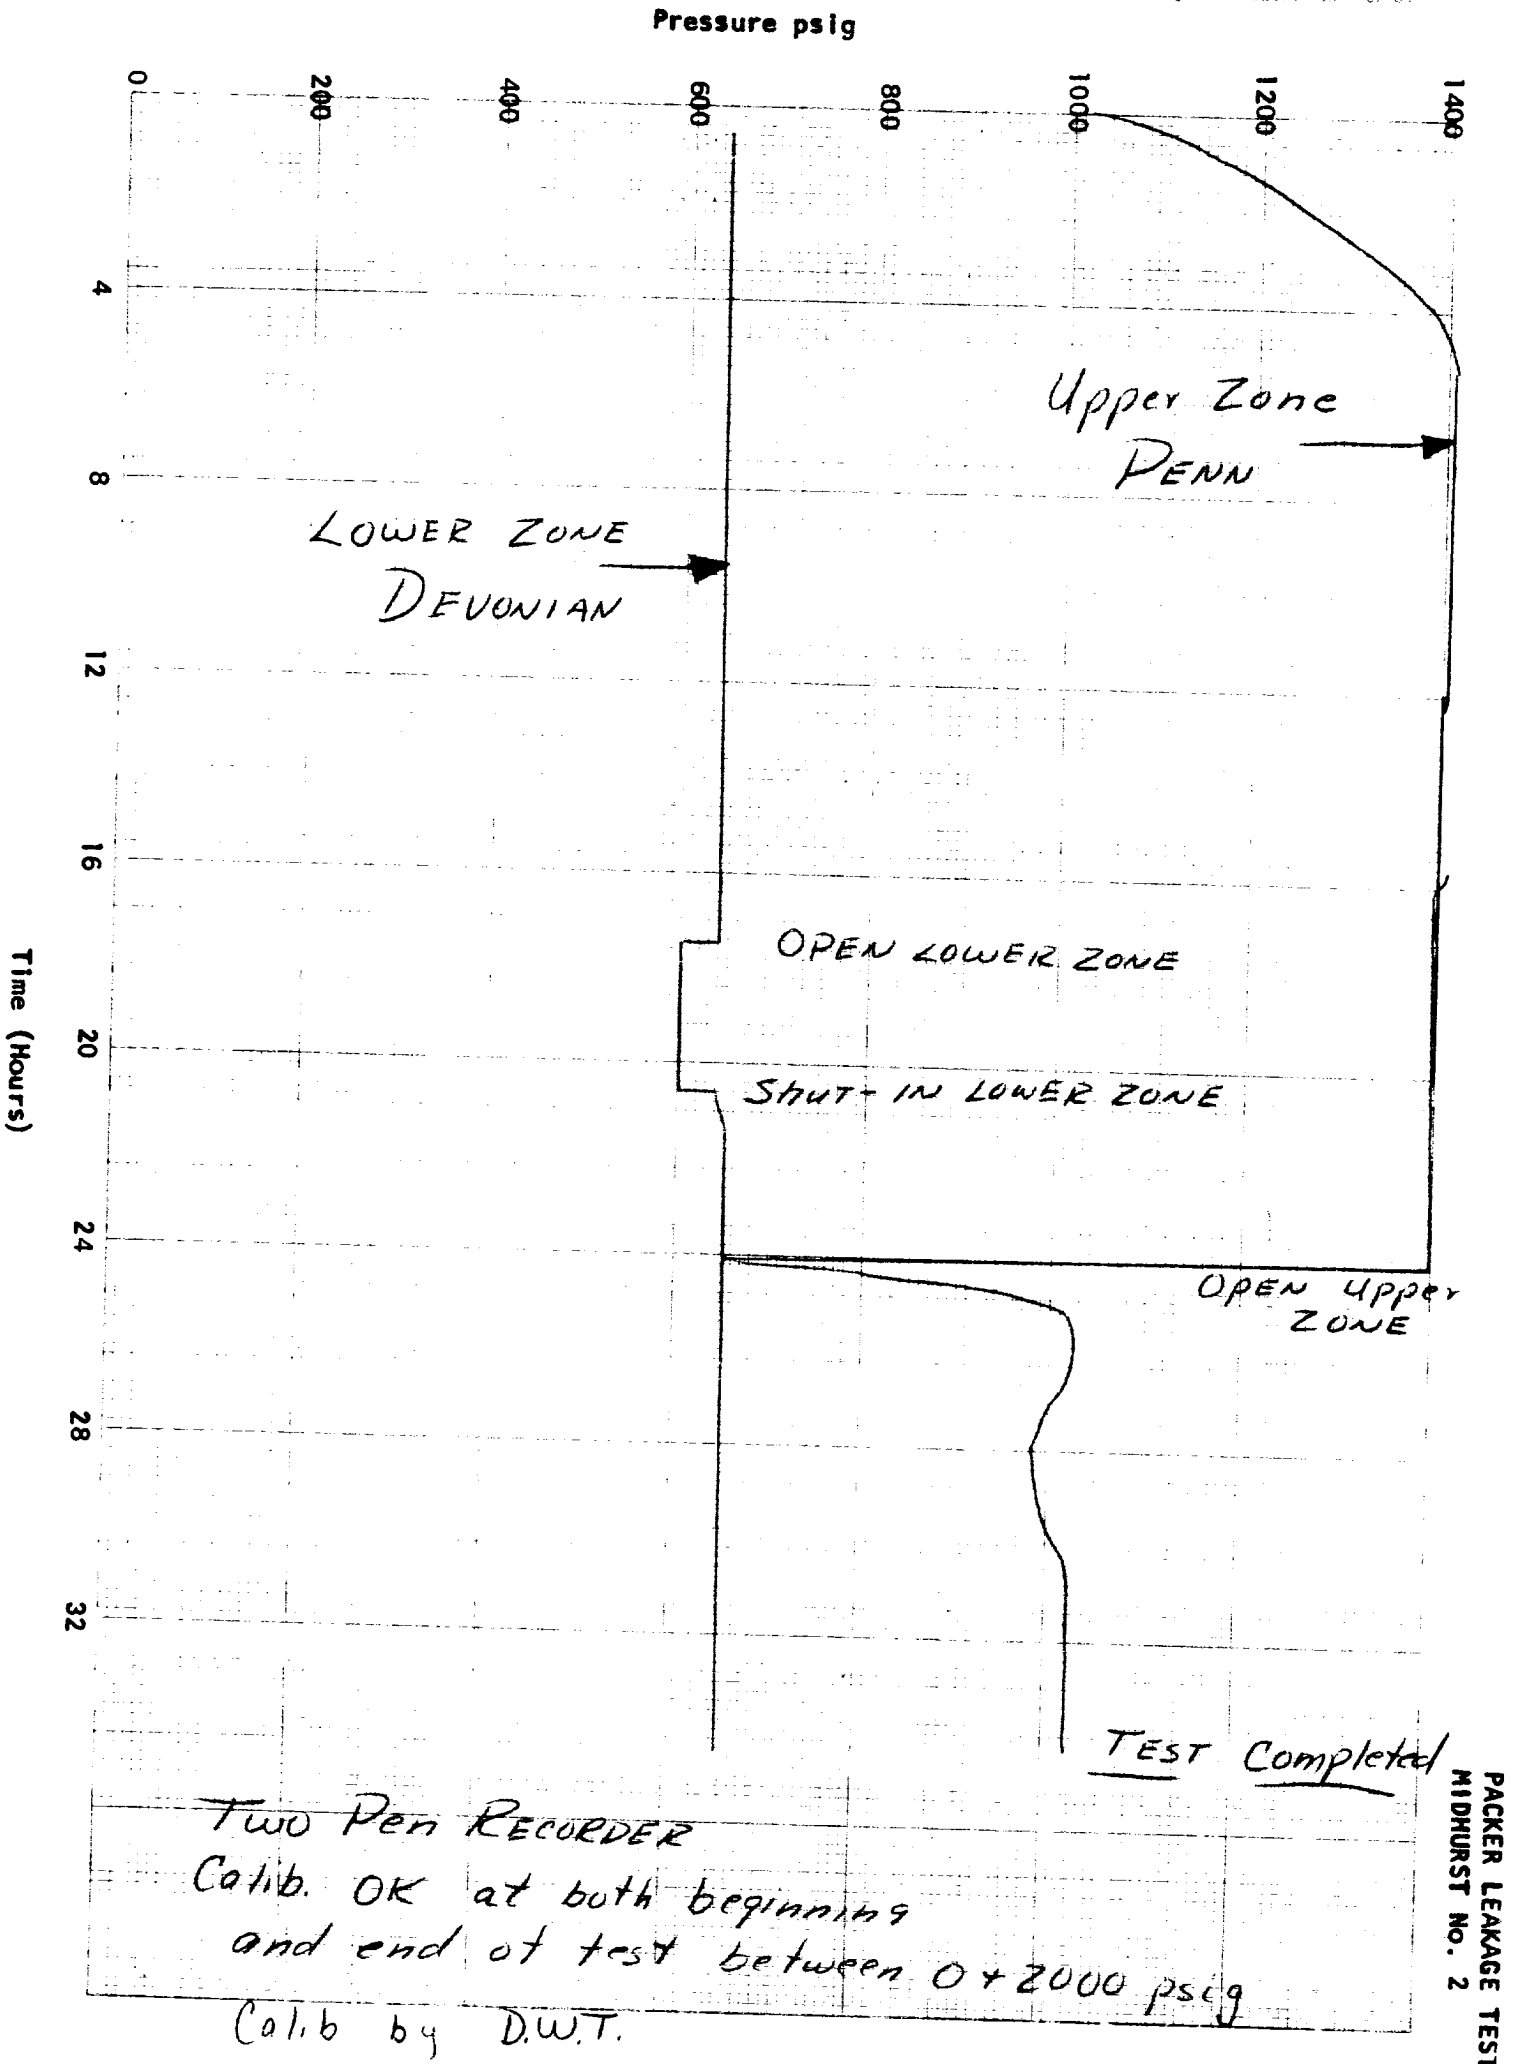 Pressure psig
0 200 400 600 800 1000 1200 1400
4
8
12
16
20
24
28
32
Time (Hours)
Upper Zone
PENN
LOWER ZONE
DEVONIAN
OPEN LOWER ZONE
Shut-IN LOWER ZONE
OPEN Upper
ZONE
TEST Completed
Two Pen RECORDER
Calib. OK at both beginning
and end of test between 0 + 2000 psig
Calib by D.W.T.
PACKER LEAKAGE TEST
MIDHURST No. 2